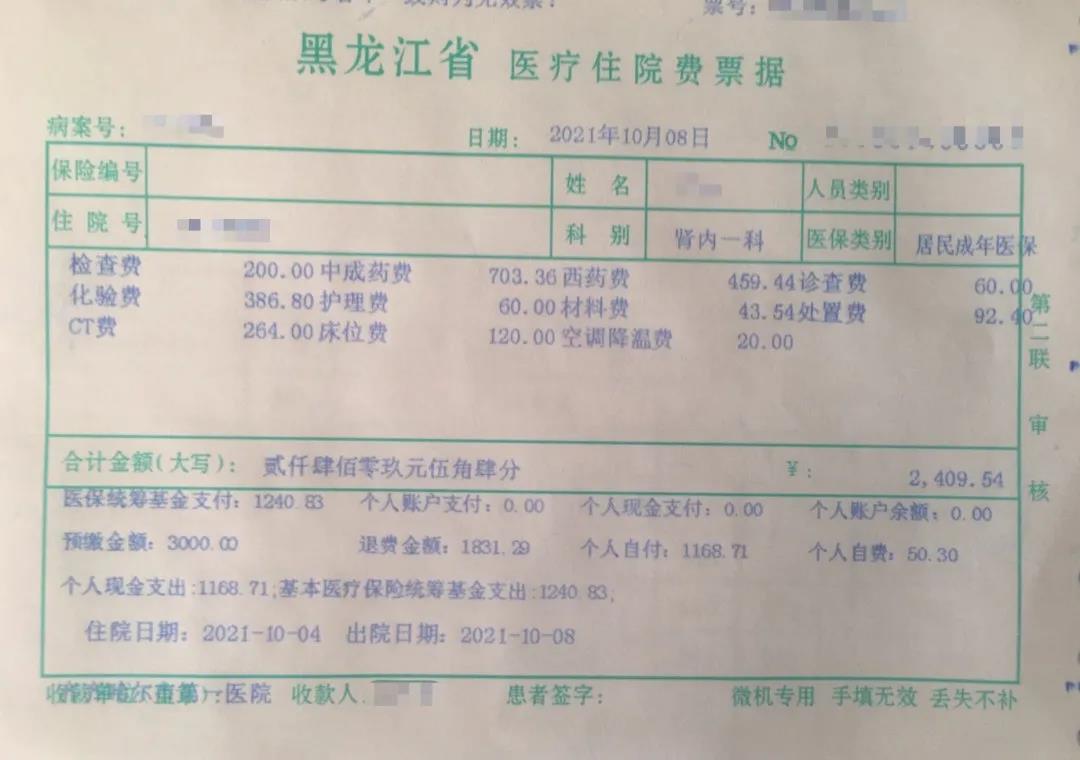 票号:
黑龙江省 医疗住院费票据
病案号: 日期: 2021年10月08日 No
保险编号 姓 名 人员类别
住 院 号 科 别 肾内一科 医保类别 居民成年医保
检查费 200.00 中成药费 703.36 西药费 459.44 诊查费 60.00
化验费 386.80 护理费 60.00 材料费 43.54 处置费 92.40
CT费 264.00 床位费 120.00 空调降温费 20.00
第二联 审核
合计金额(大写): 贰仟肆佰零玖元伍角肆分 ¥: 2,409.54
医保统筹基金支付: 1240.83 个人账户支付: 0.00 个人现金支付: 0.00 个人账户余额: 0.00
预缴金额: 3000.00 退费金额: 1831.29 个人自付: 1168.71 个人自费: 50.30
个人现金支出:1168.71;基本医疗保险统筹基金支出:1240.83;
住院日期: 2021-10-04 出院日期: 2021-10-08
医院 收款人 患者签字: 微机专用 手填无效 丢失不补